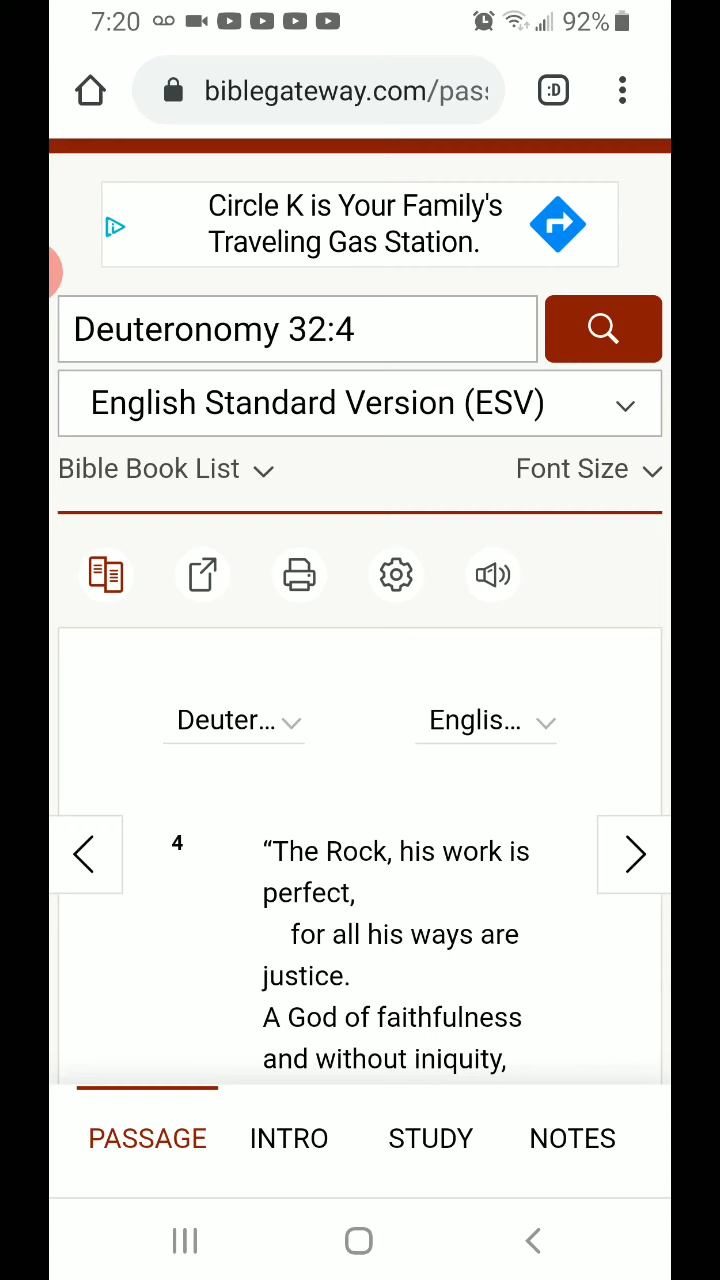 7:20 92%
biblegateway.com/pass :D
Circle K is Your Family's
Traveling Gas Station.
Deuteronomy 32:4
English Standard Version (ESV)
Bible Book List Font Size
Deuter... Englis...
4 “The Rock, his work is
perfect,
for all his ways are
justice.
A God of faithfulness
and without iniquity,
PASSAGE INTRO STUDY NOTES